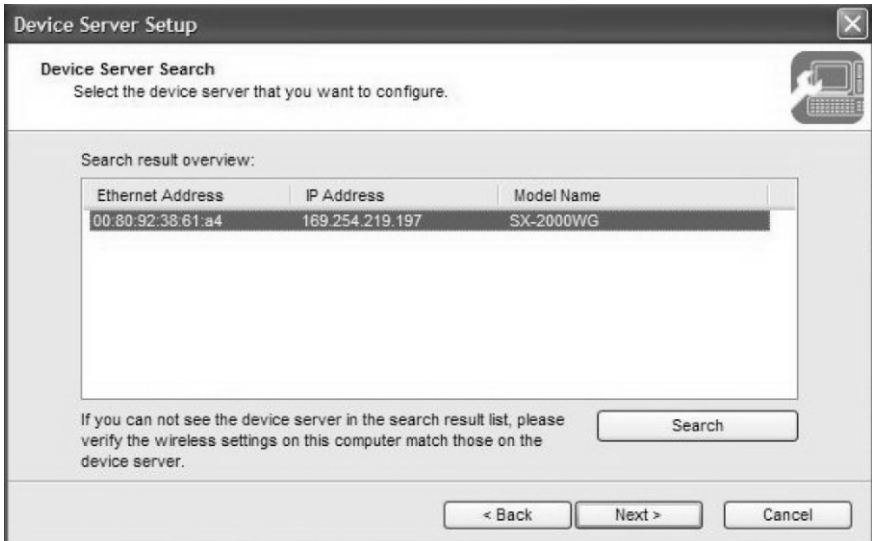 Device Server Setup
Device Server Search
Select the device server that you want to configure.
Search result overview:
Ethernet Address IP Address Model Name
00:80:92:38:61:a4 169.254.219.197 SX-2000WG
If you can not see the device server in the search result list, please
verify the wireless settings on this computer match those on the
device server.
Search
< Back Next > Cancel